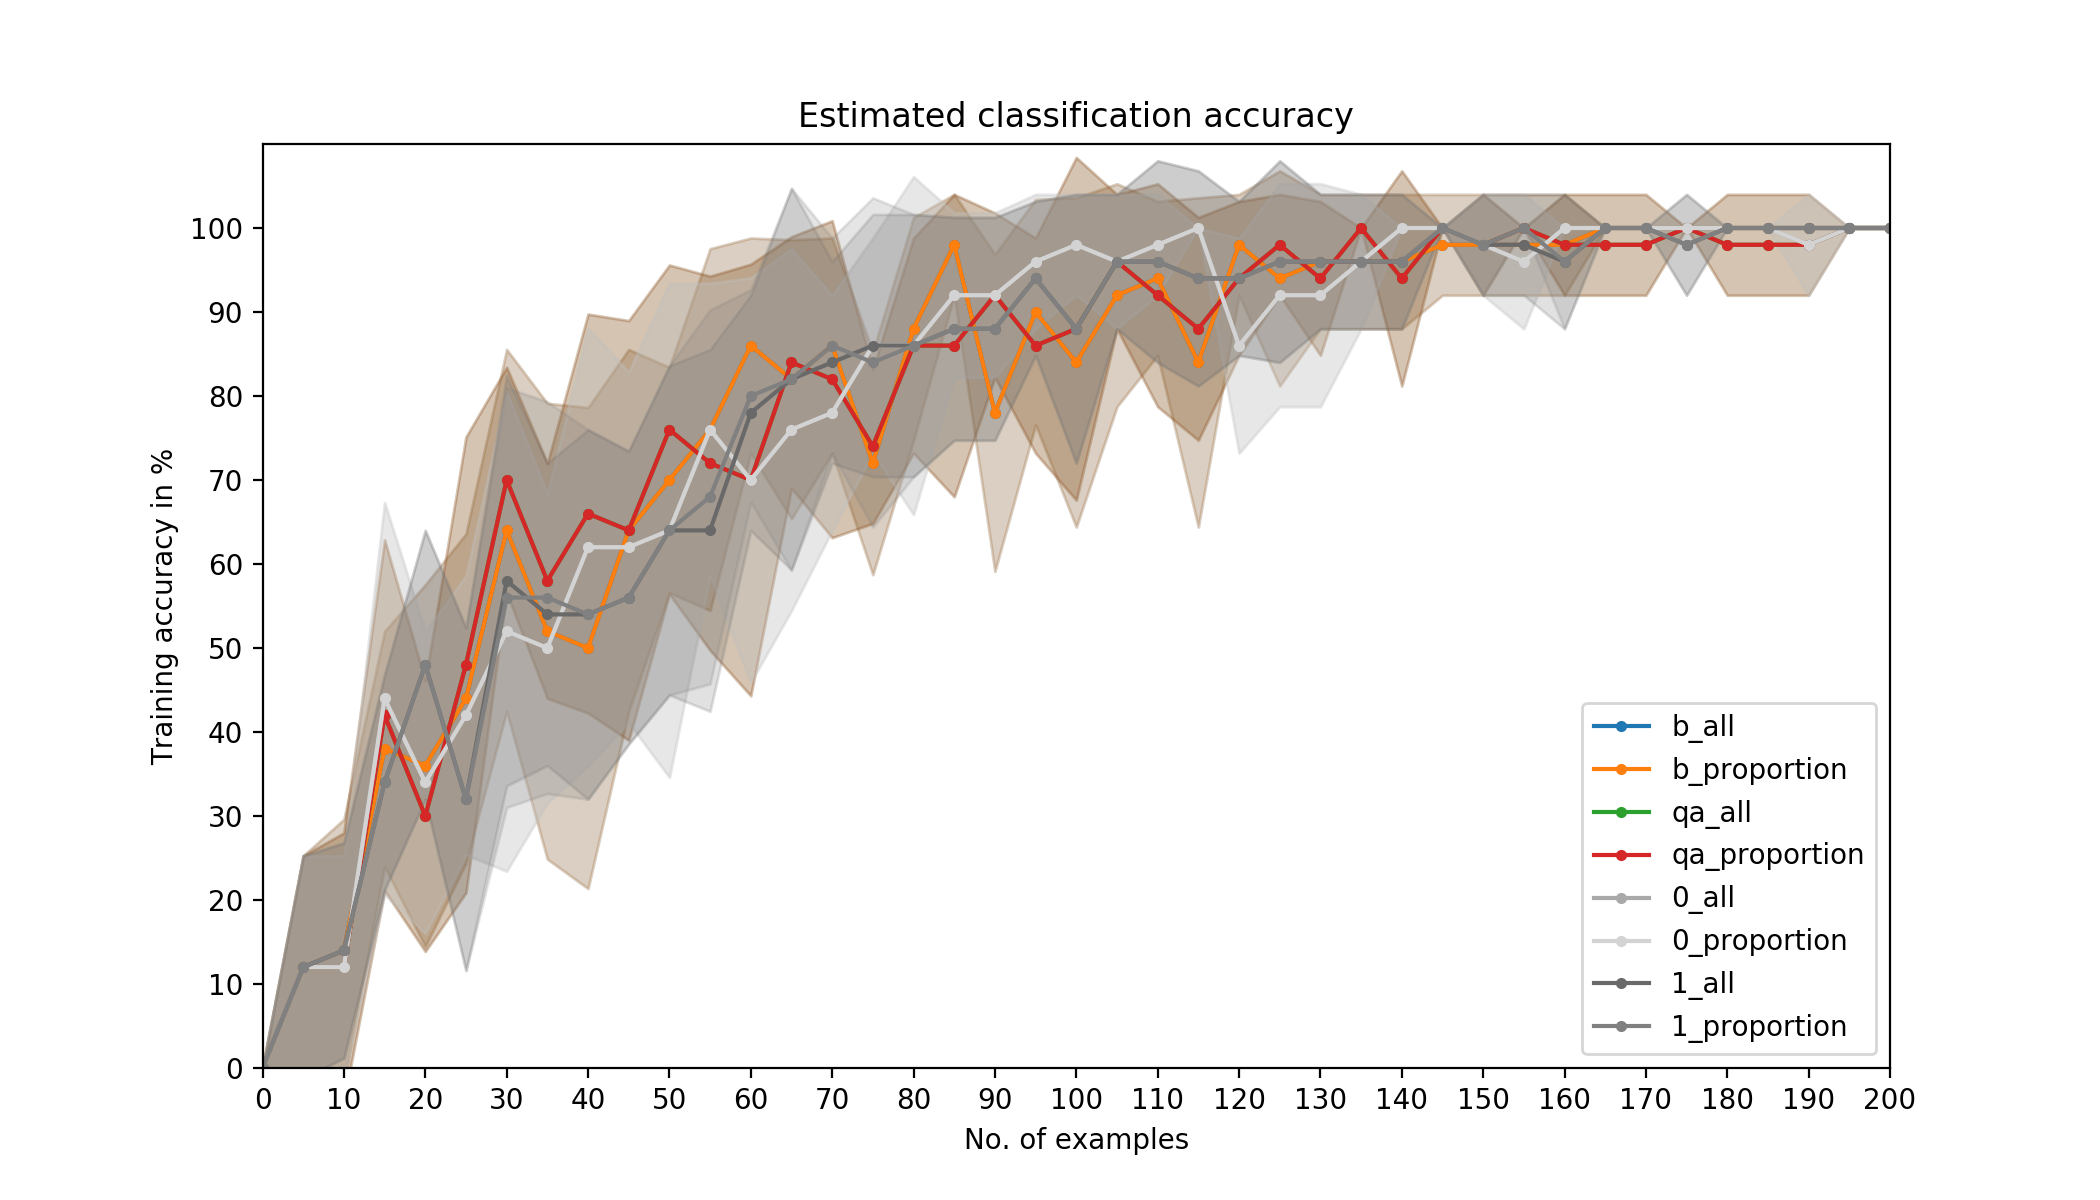 Estimated classification accuracy
Training accuracy in %
100
90
80
70
60
50
40
30
20
10
0
0 10 20 30 40 50 60 70 80 90 100 110 120 130 140 150 160 170 180 190 200
No. of examples
b_all
b_proportion
qa_all
qa_proportion
0_all
0_proportion
1_all
1_proportion